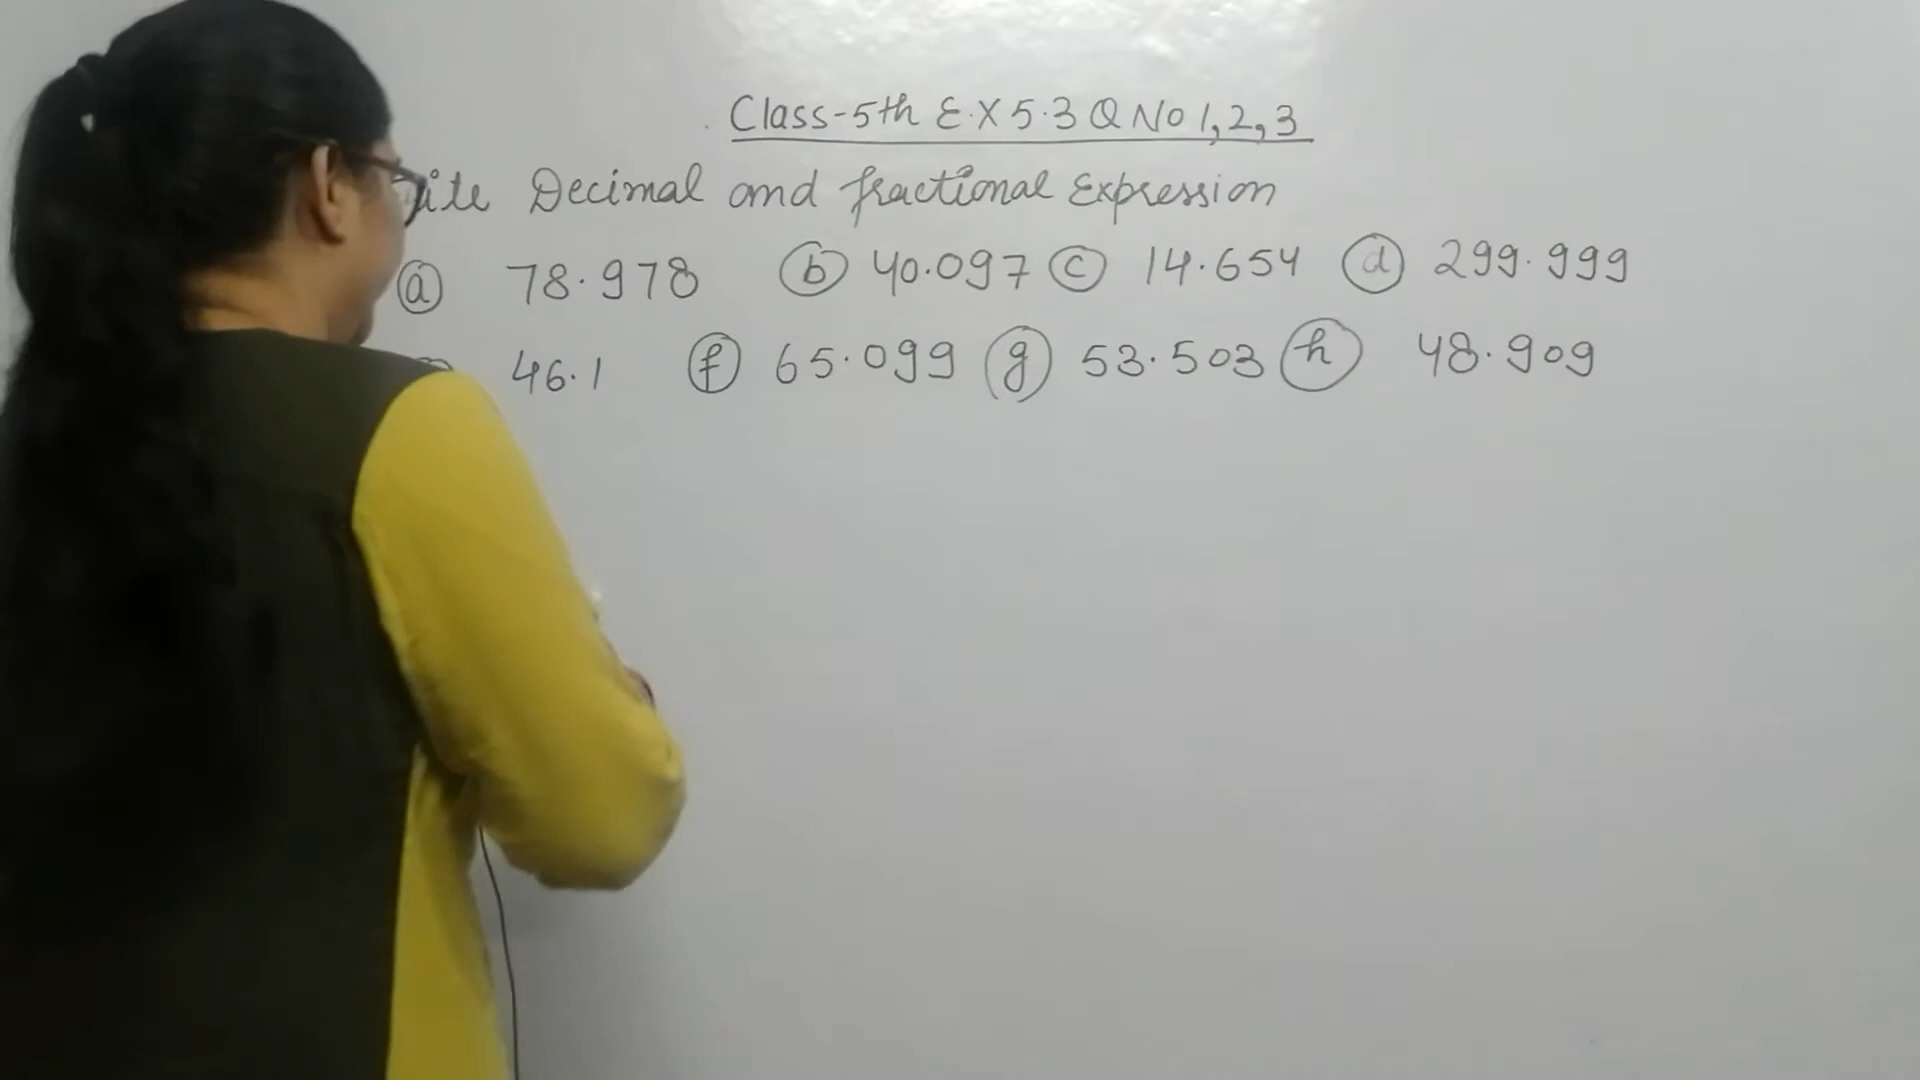 Class-5th E.X 5.3 Q No 1,2,3
Decimal and fractional Expression
ⓐ 78.978 ⓑ 40.097 ⓒ 14.654 ⓓ 299.999
46.1 ⓕ 65.099 ⓖ 53.503 ⓗ 48.909